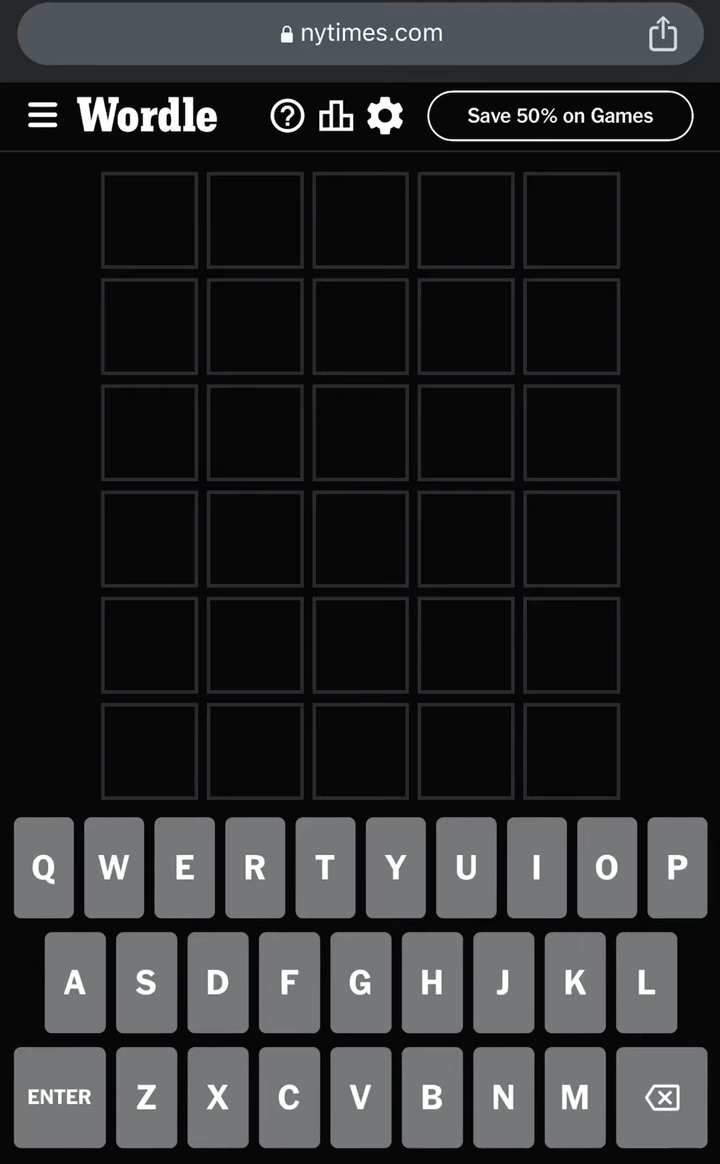 nytimes.com
Wordle Save 50% on Games
Q W E R T Y U I O P
A S D F G H J K L
ENTER Z X C V B N M